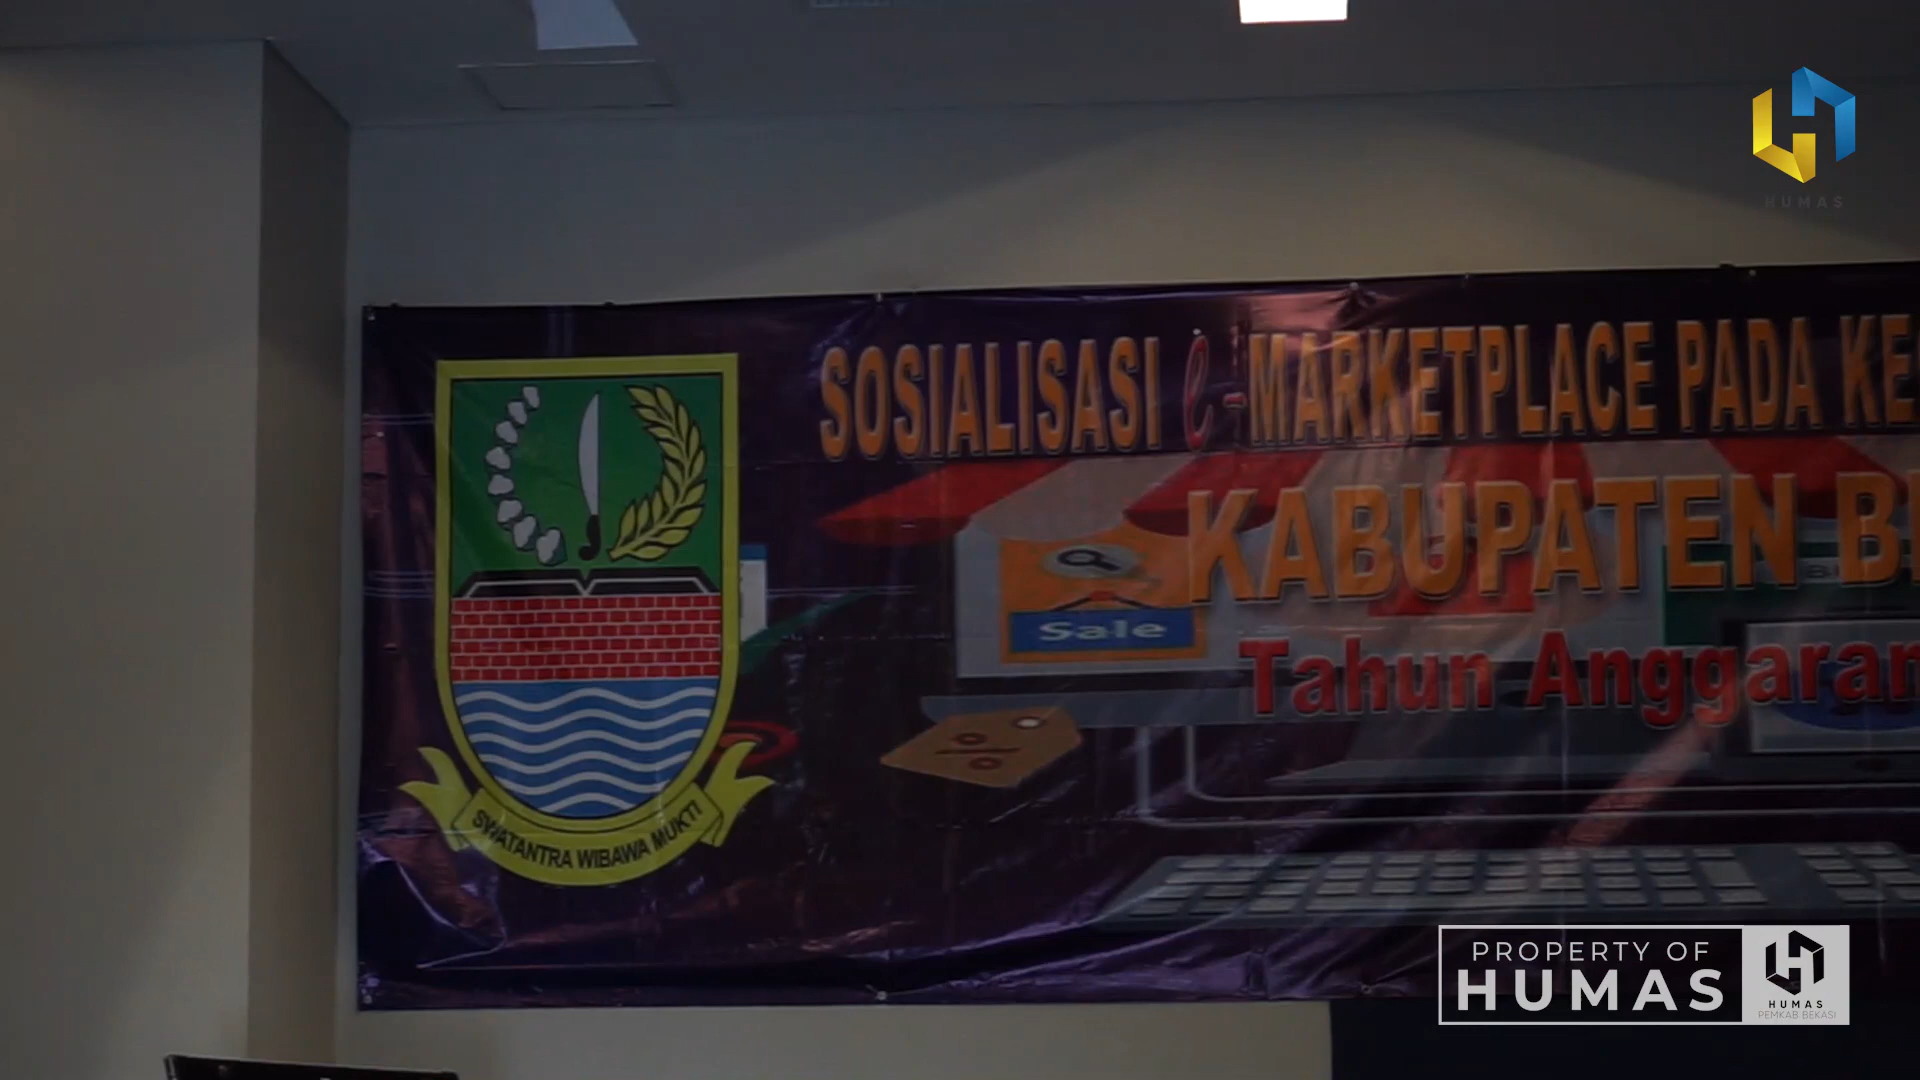 HUMAS
SOSIALISASI e-MARKETPLACE PADA KE
KABUPATEN B
Tahun Anggaran
Sale
%
SWATANTRA WIBAWA MUKTI
PROPERTY OF
HUMAS
HUMAS
PEMKAB BEKASI